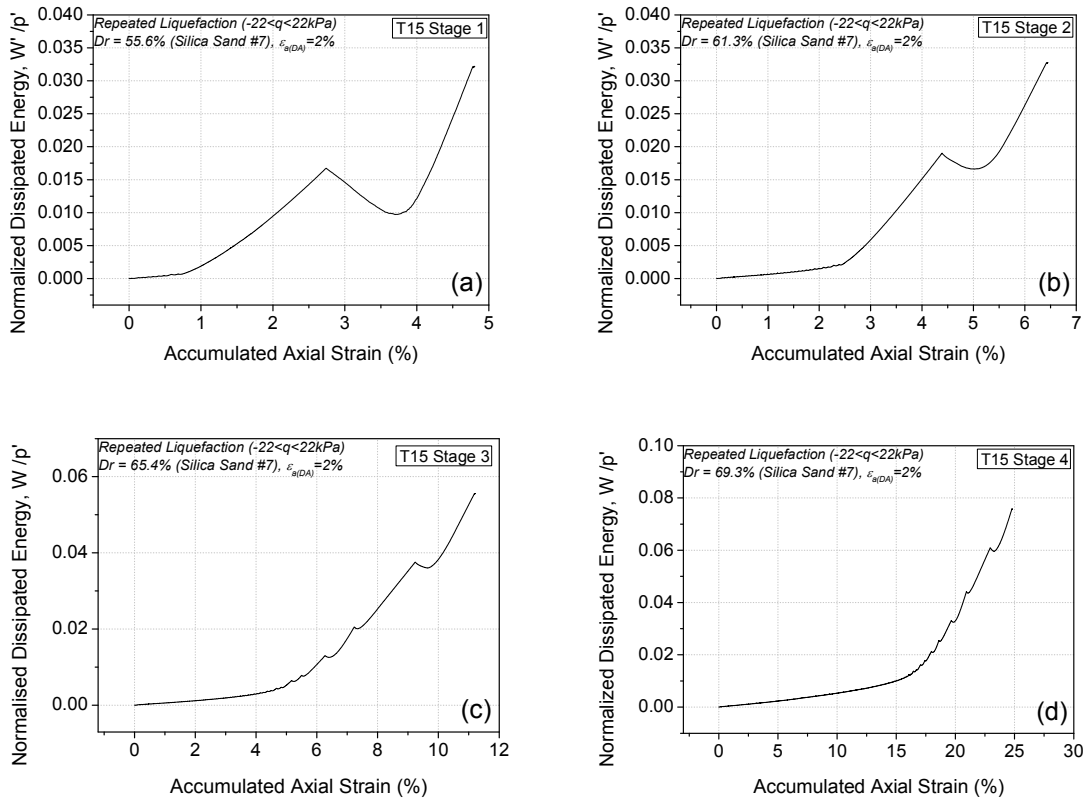 Repeated Liquefaction (-22<q<22kPa)
Dr = 55.6% (Silica Sand #7), εa(DA)=2%
T15 Stage 1
0.040
0.035
0.030
0.025
0.020
0.015
0.010
0.005
0.000
Normalized Dissipated Energy, W' /p'
(a)
0 1 2 3 4 5
Accumulated Axial Strain (%)
Repeated Liquefaction (-22<q<22kPa)
Dr = 61.3% (Silica Sand #7), εa(DA)=2%
T15 Stage 2
0.040
0.035
0.030
0.025
0.020
0.015
0.010
0.005
0.000
Normalized Dissipated Energy, W' /p'
(b)
0 1 2 3 4 5 6 7
Accumulated Axial Strain (%)
Repeated Liquefaction (-22<q<22kPa)
Dr = 65.4% (Silica Sand #7), εa(DA)=2%
T15 Stage 3
0.06
0.04
0.02
0.00
Normalised Dissipated Energy, W /p'
(c)
0 2 4 6 8 10 12
Accumulated Axial Strain (%)
Repeated Liquefaction (-22<q<22kPa)
Dr = 69.3% (Silica Sand #7), εa(DA)=2%
T15 Stage 4
0.10
0.08
0.06
0.04
0.02
0.00
Normalized Dissipated Energy, W /p'
(d)
0 5 10 15 20 25 30
Accumulated Axial Strain (%)